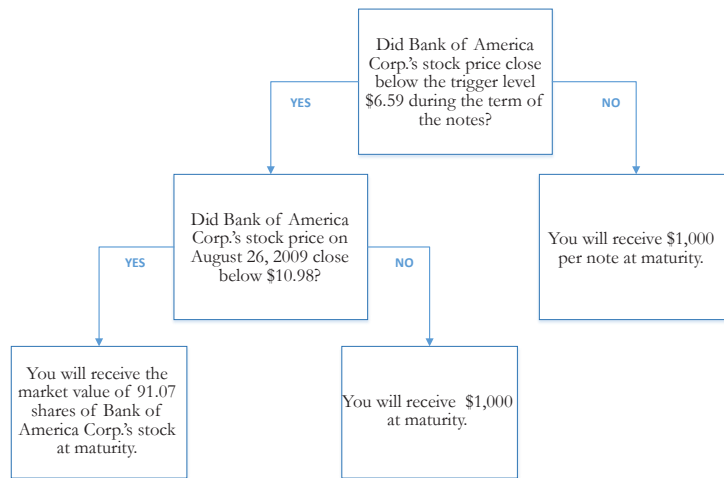 Did Bank of America
Corp.'s stock price close
below the trigger level
$6.59 during the term of
the notes?
YES
NO
Did Bank of America
Corp.'s stock price on
August 26, 2009 close
below $10.98?
You will receive $1,000
per note at maturity.
YES
NO
You will receive the
market value of 91.07
shares of Bank of
America Corp.'s stock
at maturity.
You will receive $1,000
at maturity.